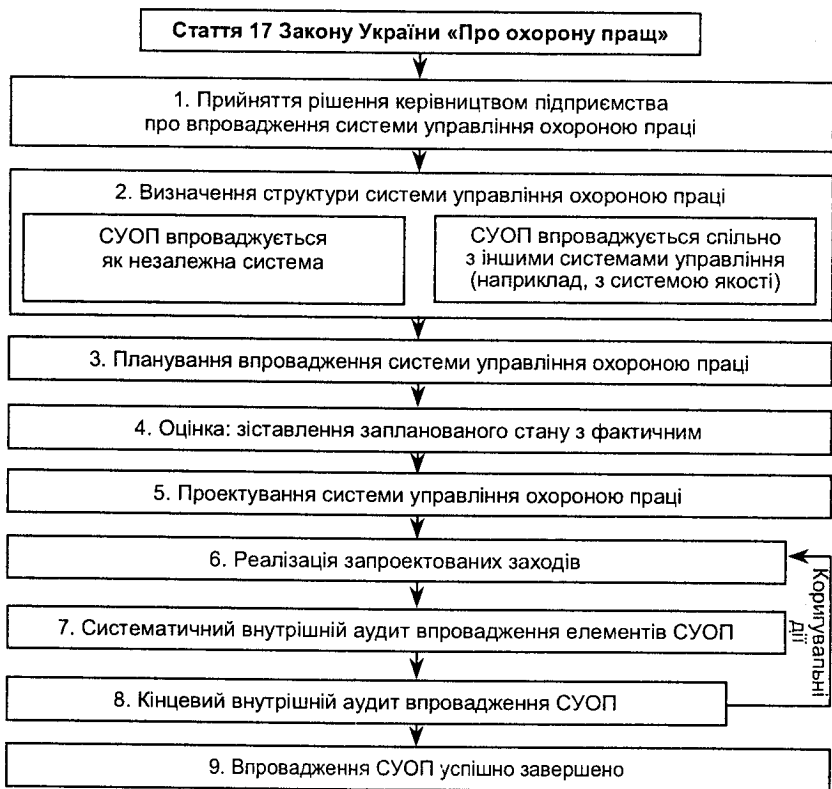 Стаття 17 Закону України «Про охорону пращ»
1. Прийняття рішення керівництвом підприємства
про впровадження системи управління охороною праці
2. Визначення структури системи управління охороною праці
СУОП впроваджується
як незалежна система
СУОП впроваджується спільно
з іншими системами управління
(наприклад, з системою якості)
3. Планування впровадження системи управління охороною праці
4. Оцінка: зіставлення запланованого стану з фактичним
5. Проектування системи управління охороною праці
6. Реалізація запроектованих заходів
Коригувальні
дії
7. Систематичний внутрішній аудит впровадження елементів СУОП
8. Кінцевий внутрішній аудит впровадження СУОП
9. Впровадження СУОП успішно завершено